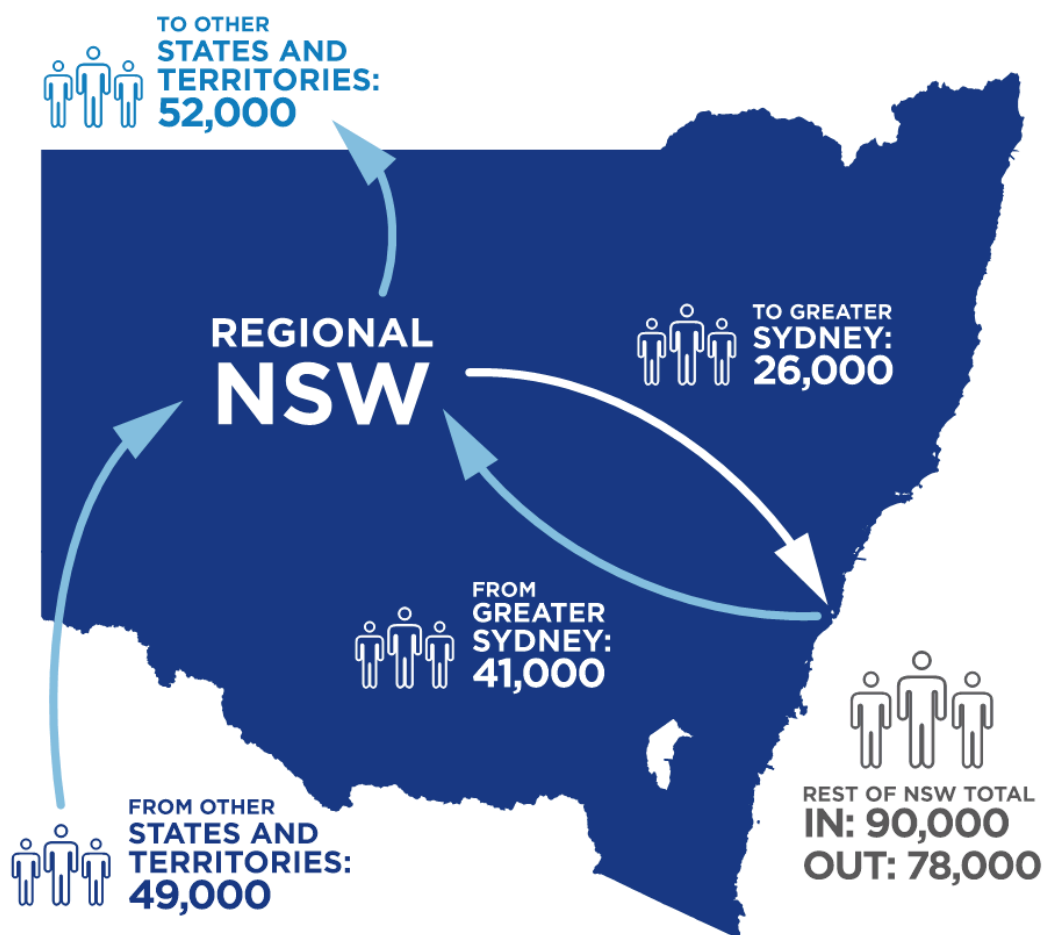 TO OTHER
STATES AND
TERRITORIES:
52,000
REGIONAL
NSW
TO GREATER
SYDNEY:
26,000
FROM
GREATER
SYDNEY:
41,000
FROM OTHER
STATES AND
TERRITORIES:
49,000
REST OF NSW TOTAL
IN: 90,000
OUT: 78,000